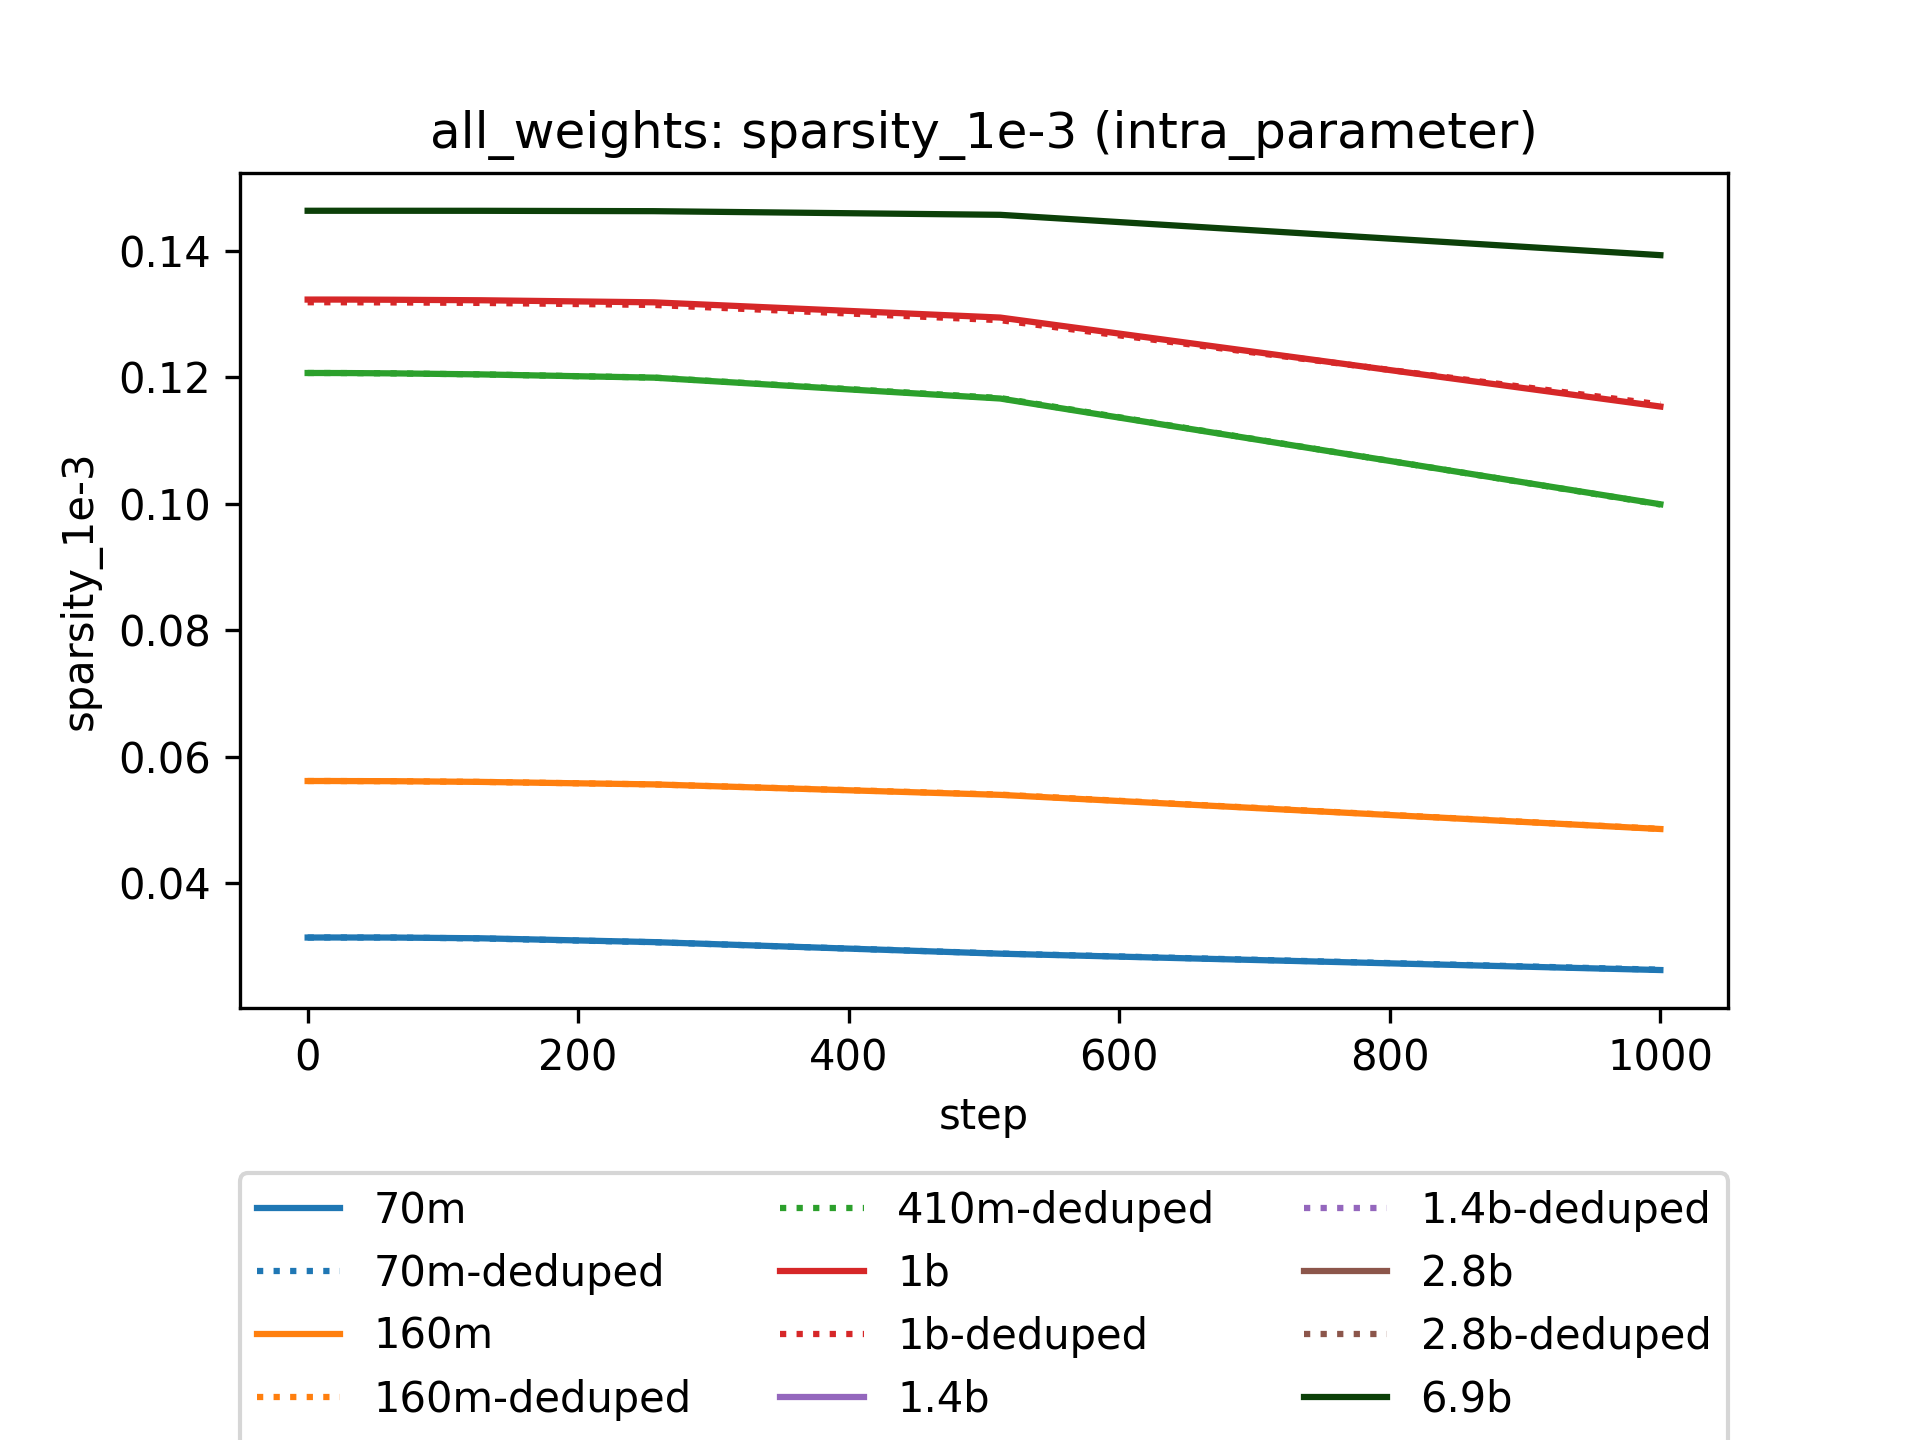 all_weights: sparsity_1e-3 (intra_parameter)
sparsity_1e-3
0.14
0.12
0.10
0.08
0.06
0.04
0 200 400 600 800 1000
step
70m
70m-deduped
160m
160m-deduped
410m-deduped
1b
1b-deduped
1.4b
1.4b-deduped
2.8b
2.8b-deduped
6.9b